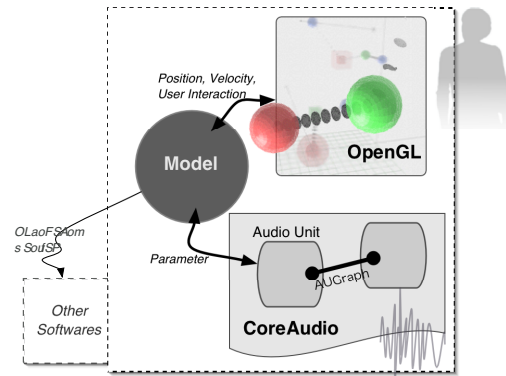 Position, Velocity,
User Interaction
OpenGL
Model
Audio Unit
Parameter
AUGraph
CoreAudio
Other
Softwares